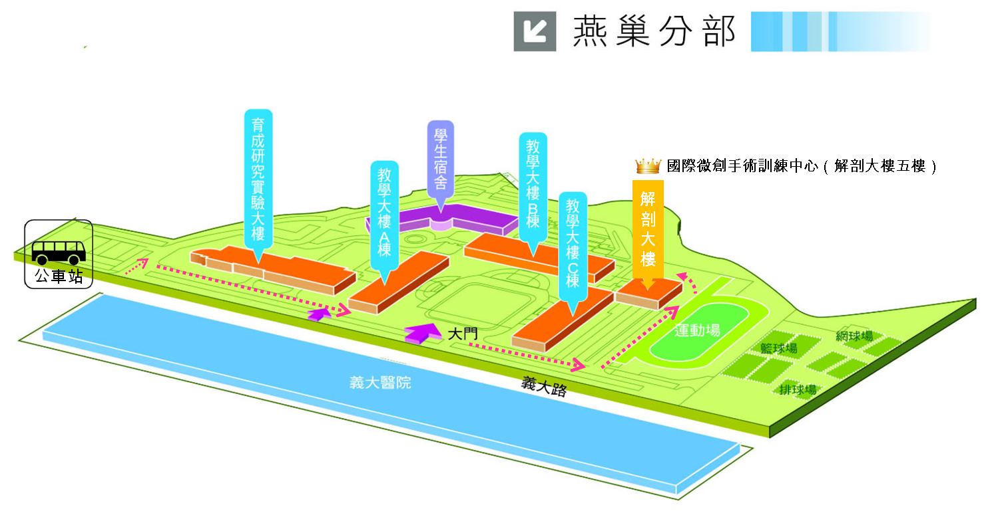 燕巢分部
育成研究實驗大樓
學生宿舍
教學大樓A棟
教學大樓B棟
教學大樓C棟
國際微創手術訓練中心（解剖大樓五樓）
解剖大樓
公車站
大門
運動場
籃球場
網球場
排球場
義大醫院
義大路